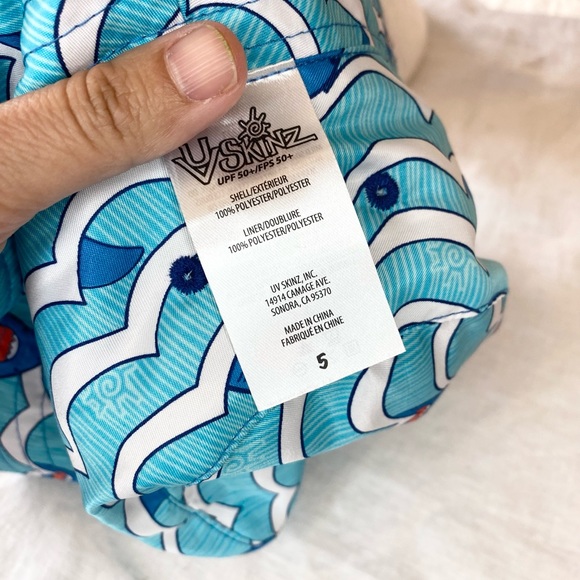 UV SKINZ
UPF 50+/FPS 50+
SHELL/EXTÉRIEUR
100% POLYESTER/POLYESTER
LINER/DOUBLURE
100% POLYESTER/POLYESTER
UV SKINZ, INC.
14914 CAMAGE AVE.
SONORA, CA 95370
MADE IN CHINA
FABRIQUÉ EN CHINE
5